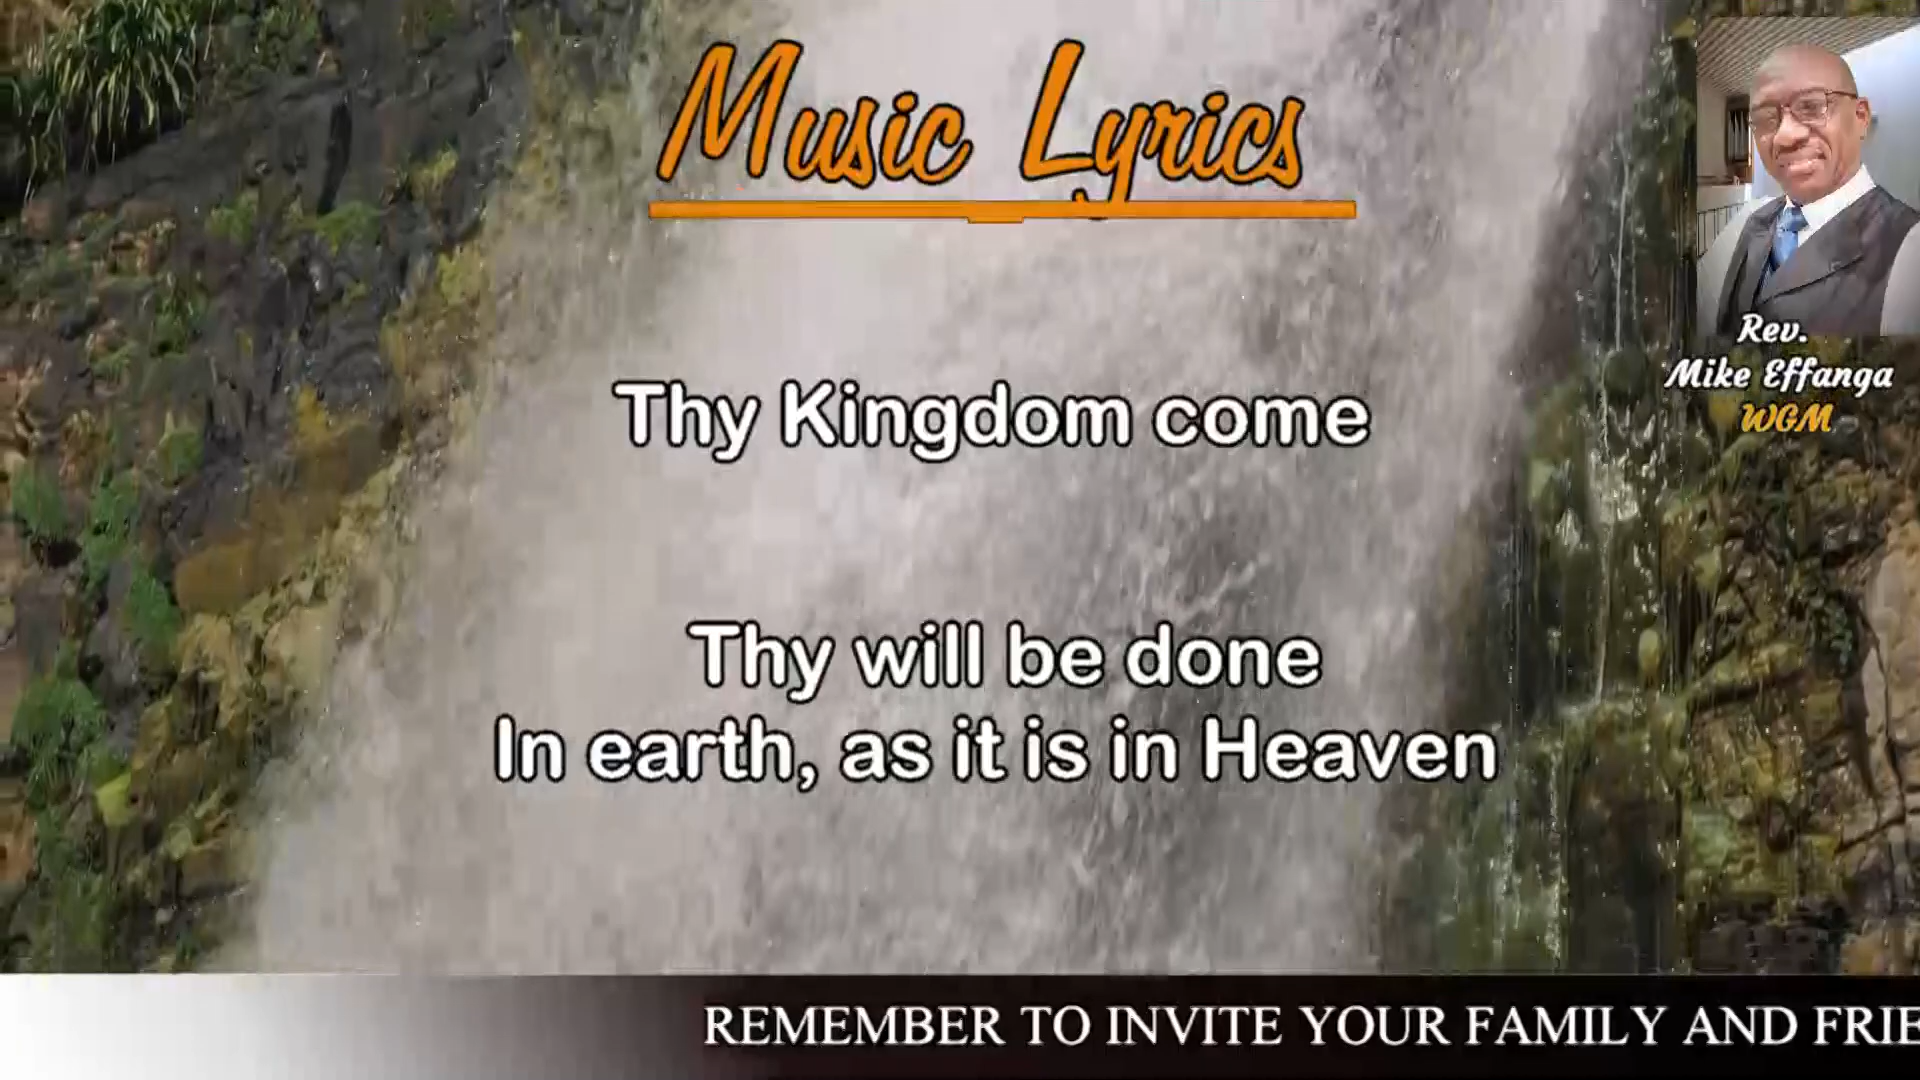 Music Lyrics
Rev.
Mike Effanga
WGM
Thy Kingdom come
Thy will be done
In earth, as it is in Heaven
REMEMBER TO INVITE YOUR FAMILY AND